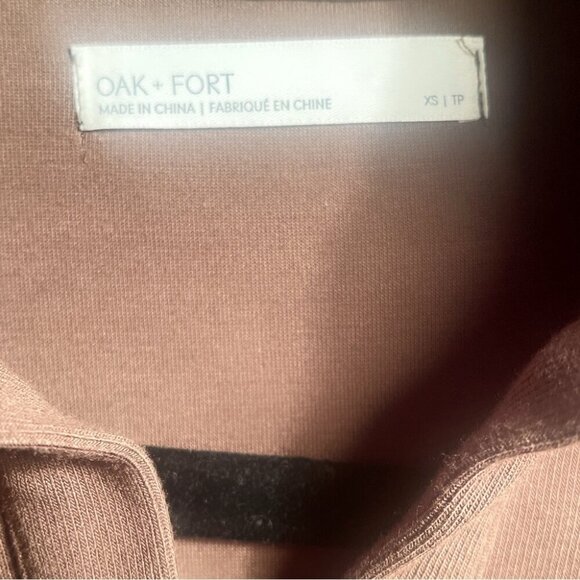 OAK + FORT
MADE IN CHINA | FABRIQUÉ EN CHINE
XS | TP